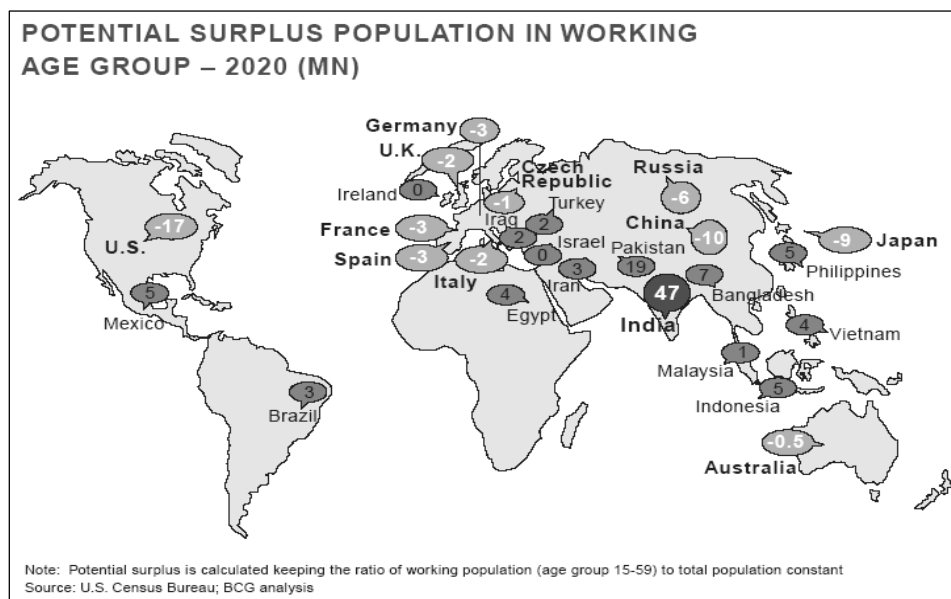 POTENTIAL SURPLUS POPULATION IN WORKING
AGE GROUP – 2020 (MN)
Germany
-3
U.K.
-2
Ireland
0
Czech
Republic
-1
Russia
-6
Iraq
2
Turkey
2
France
-3
Spain
-3
Italy
-2
Israel
0
Iran
3
Pakistan
19
China
-10
Japan
-9
Philippines
5
U.S.
-17
Mexico
5
Egypt
4
India
47
Bangladesh
7
Vietnam
4
Malaysia
1
Indonesia
5
Brazil
3
Australia
-0.5
Note: Potential surplus is calculated keeping the ratio of working population (age group 15-59) to total population constant
Source: U.S. Census Bureau; BCG analysis